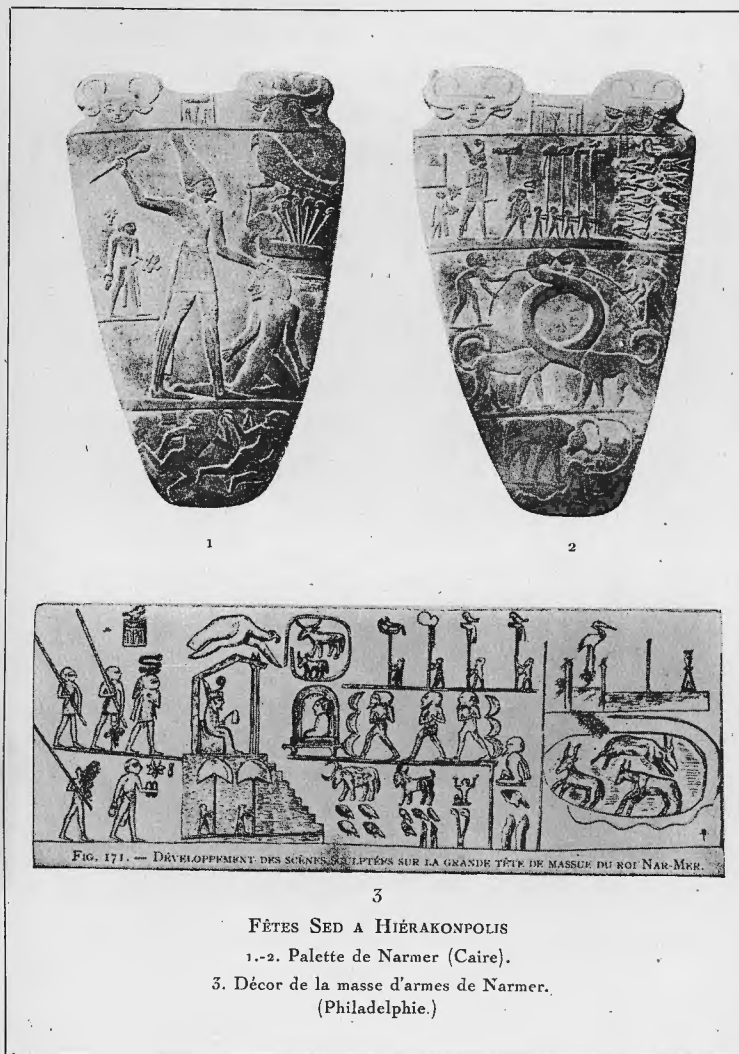 1
2
FIG. 171. — DÉVELOPPEMENT DES SCÈNES SCULPTÉES SUR LA GRANDE TÊTE DE MASSUE DU ROI NAR-MER.
3
FÊTES SED A HIÉRAKONPOLIS
1.-2. Palette de Narmer (Caire).
3. Décor de la masse d'armes de Narmer.
(Philadelphie.)